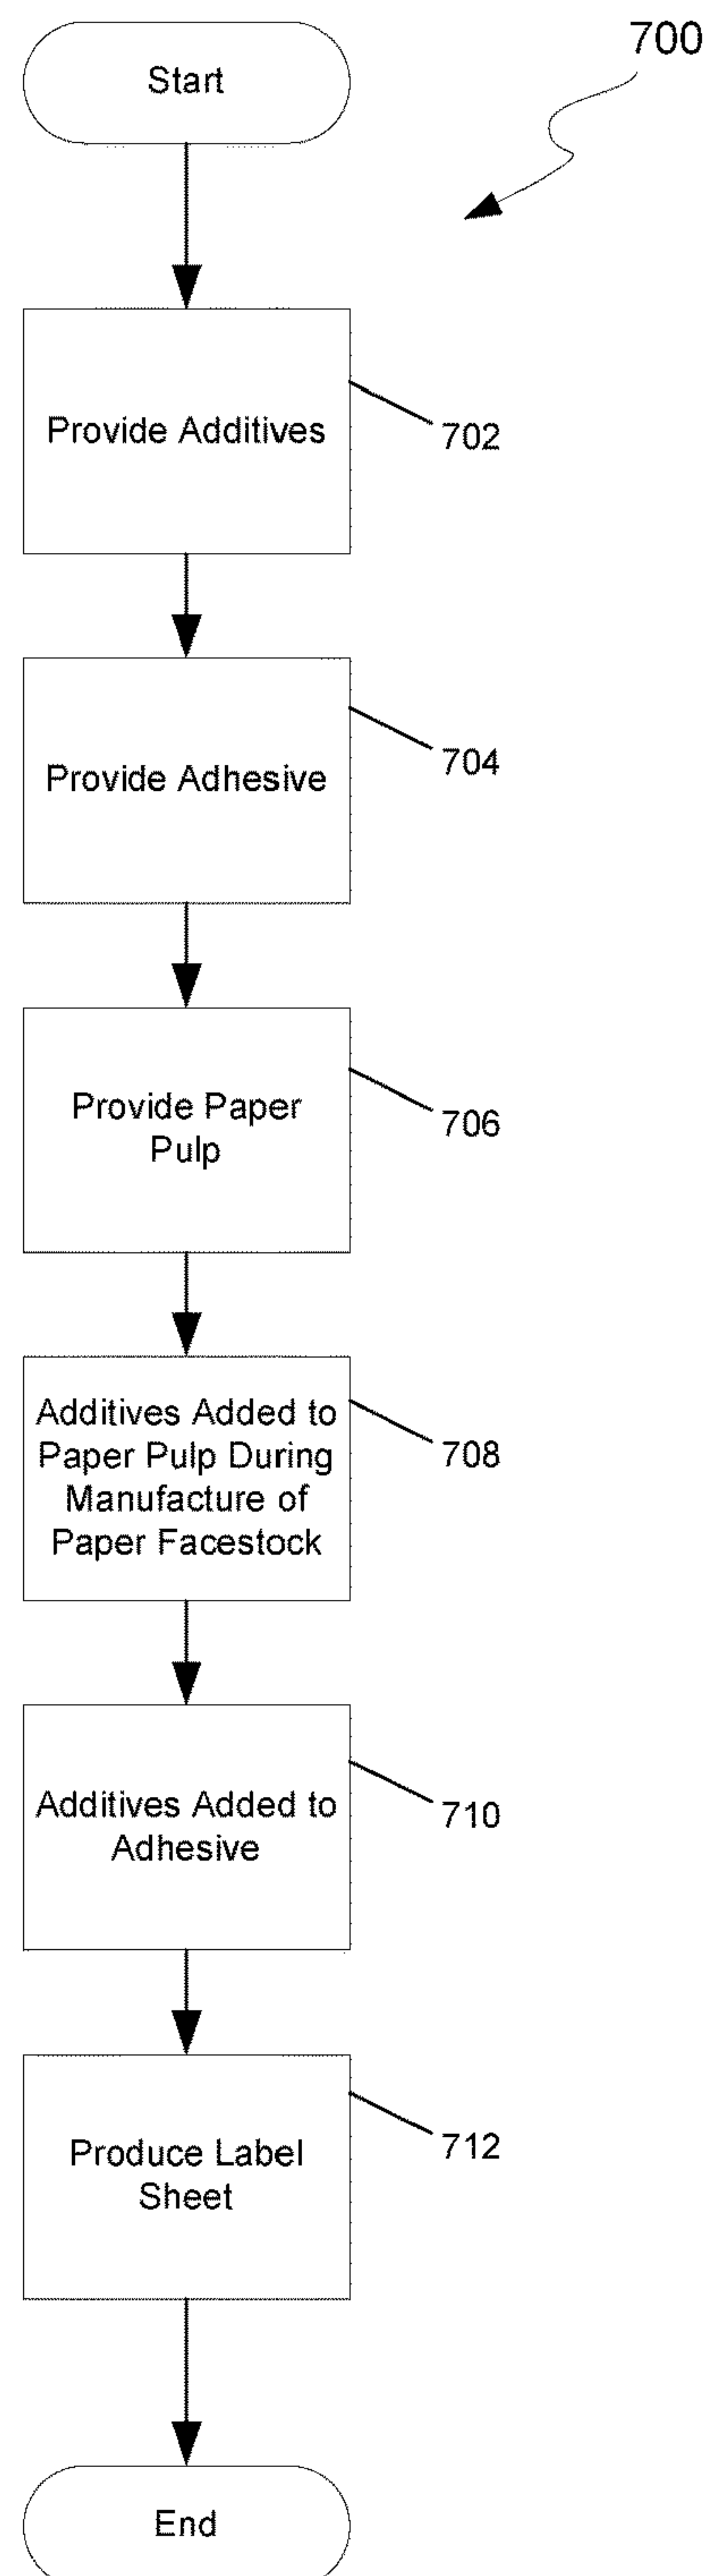 700
Start
Provide Additives
702
Provide Adhesive
704
Provide Paper
Pulp
706
Additives Added to
Paper Pulp During
Manufacture of
Paper Facestock
708
Additives Added to
Adhesive
710
Produce Label
Sheet
712
End